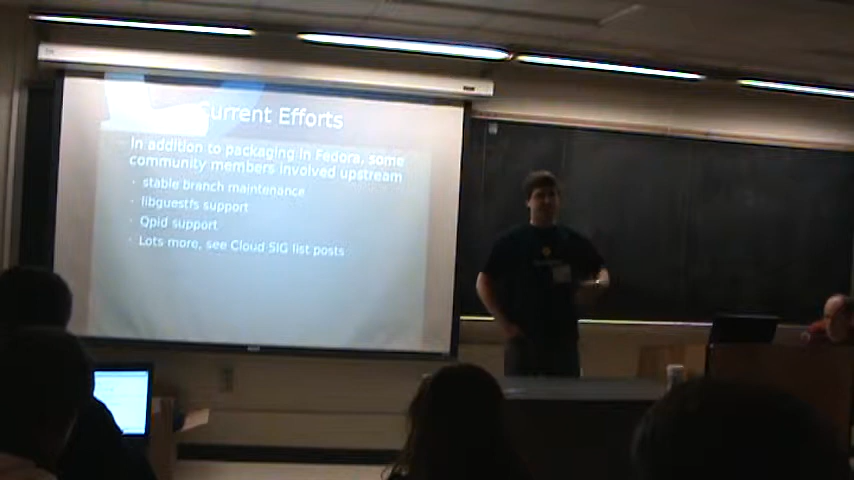 Current Efforts
In addition to packaging in Fedora, some
community members involved upstream
· stable branch maintenance
· libguestfs support
· Qpid support
· Lots more, see Cloud SIG list posts